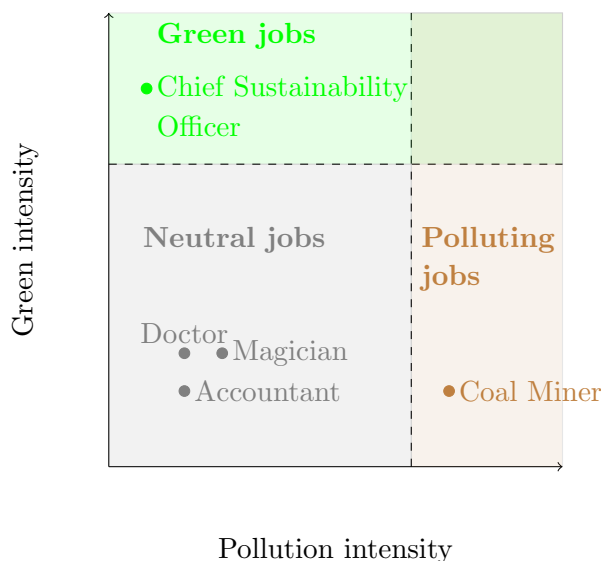 Green jobs
Chief Sustainability
Officer
Green intensity
Neutral jobs
Polluting
jobs
Doctor
Magician
Accountant
Coal Miner
Pollution intensity